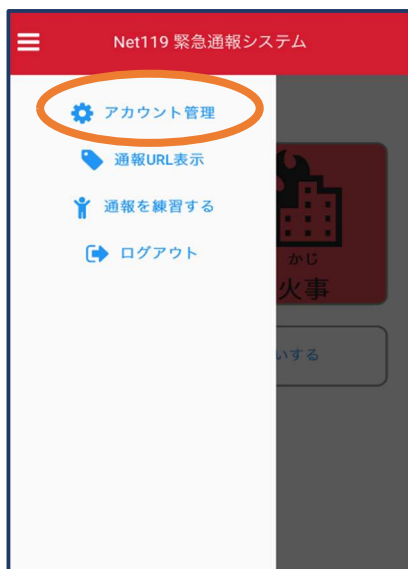 Net119 緊急通報システム
アカウント管理
通報URL表示
通報を練習する
ログアウト
かじ
火事
いする